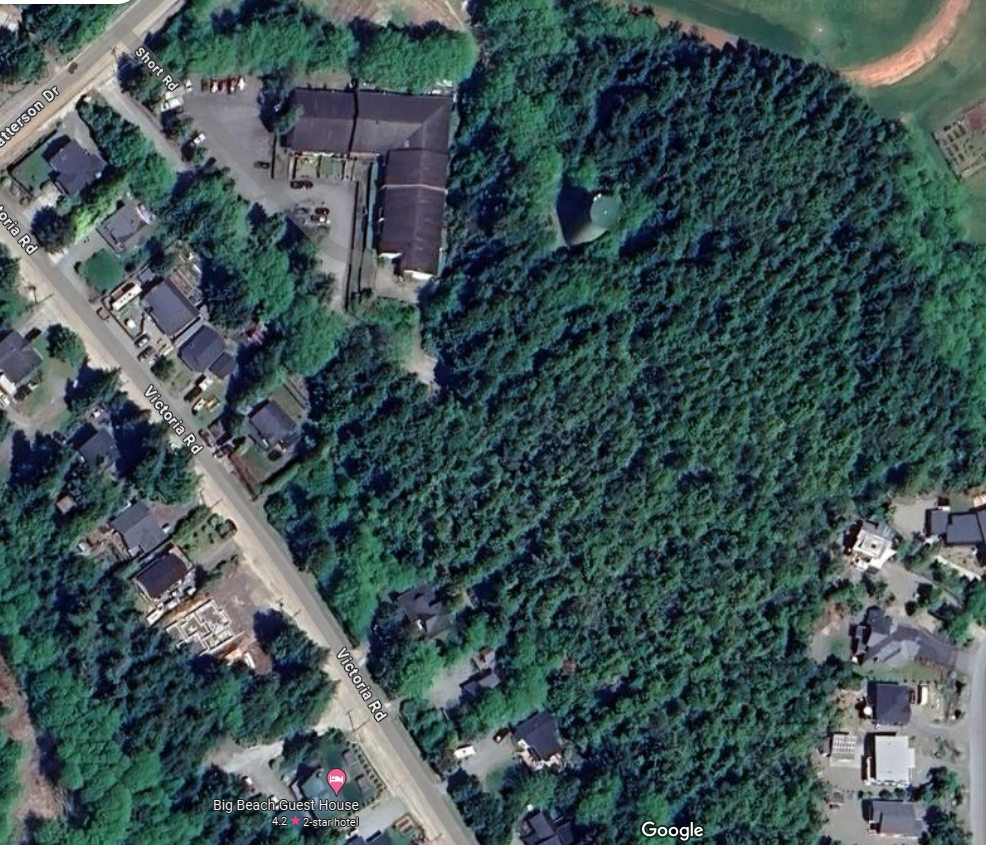 Short Rd
atterson Dr
toria Rd
Victoria Rd
Victoria Rd
Big Beach Guest House
4.2 ★ 2-star hotel
Google